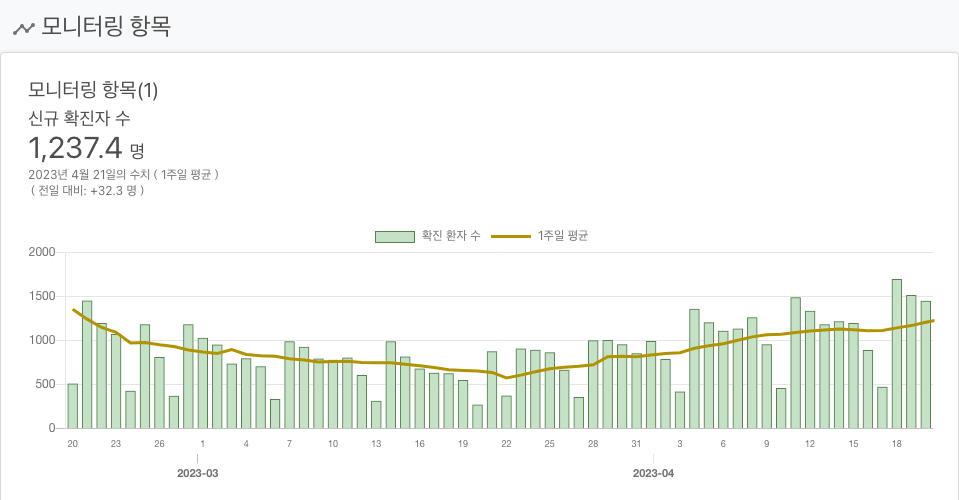 모니터링 항목
모니터링 항목(1)
신규 확진자 수
1,237.4 명
2023년 4월 21일의 수치 ( 1주일 평균 )
( 전일 대비: +32.3 명 )
확진 환자 수 1주일 평균
2000
1500
1000
500
0
20 23 26 1 4 7 10 13 16 19 22 25 28 31 3 6 9 12 15 18
2023-03 2023-04